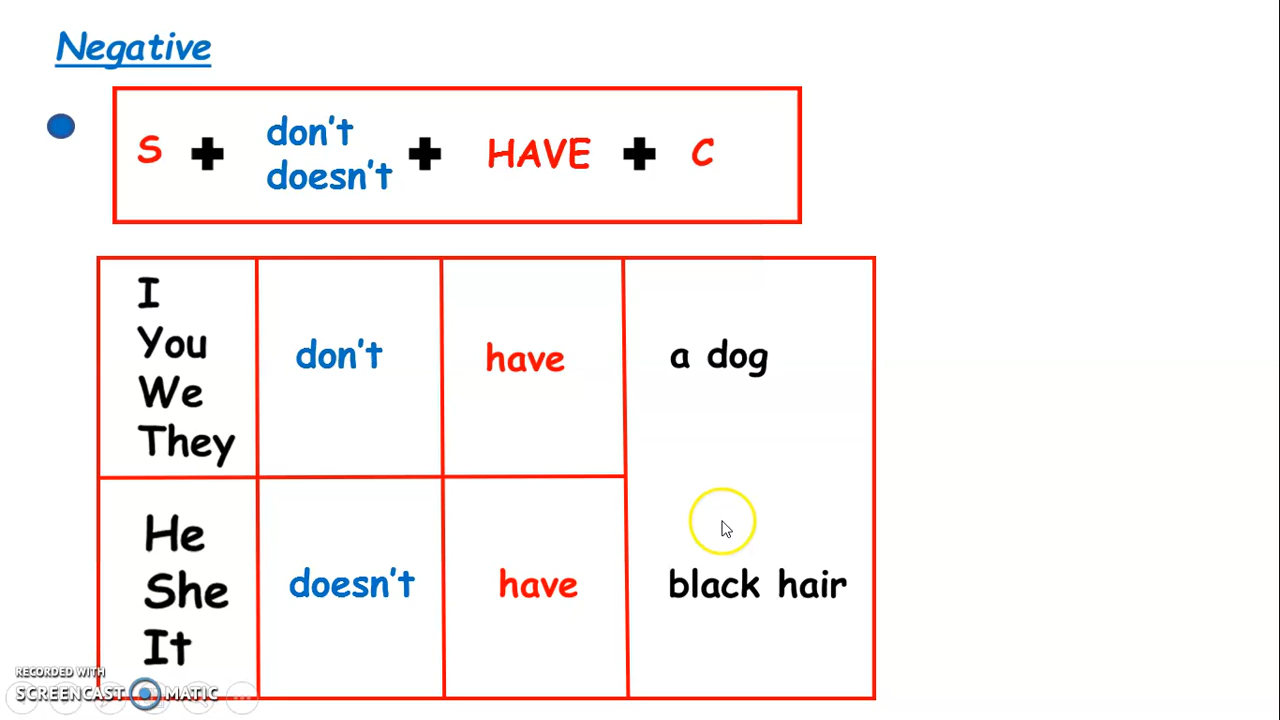 Negative
S + don't doesn't + HAVE + C
I
You
We
They
don't
have
a dog
He
She
It
doesn't
have
black hair
RECORDED WITH
SCREENCAST MATIC